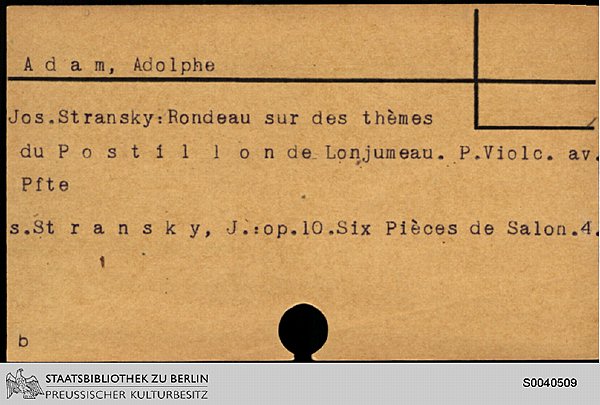 A d a m, Adolphe
Jos.Stransky:Rondeau sur des thèmes
du P o s t i l l o n de Lonjumeau. P.Violc. av.
Pfte
s.St r a n s k y, J.:op.10.Six Pièces de Salon.4.
b
STAATSBIBLIOTHEK ZU BERLIN
PREUSSISCHER KULTURBESITZ
S0040509